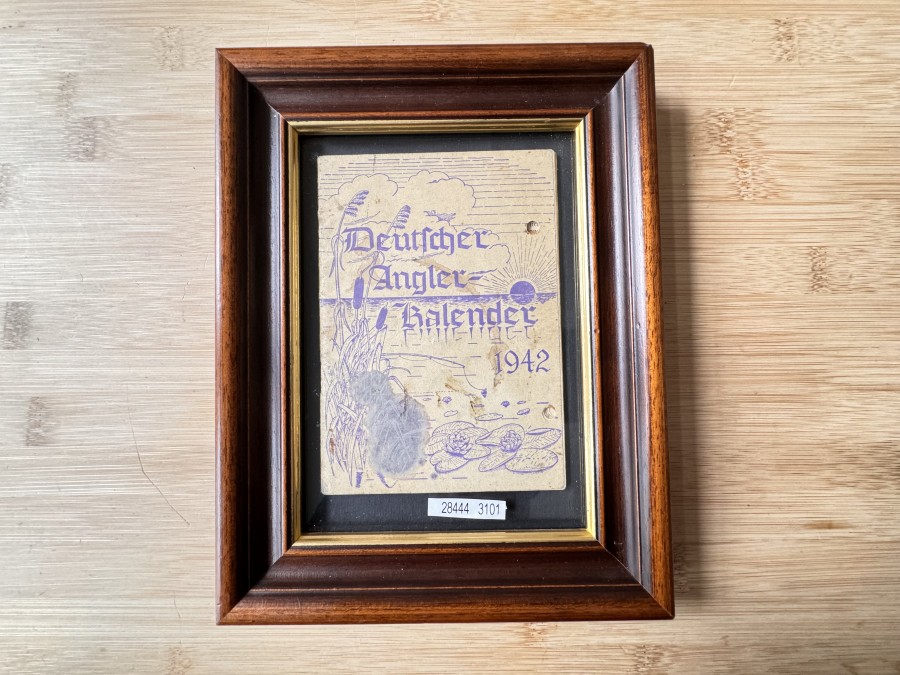 Deutscher
Angler-
Kalender
1942
28444 3101